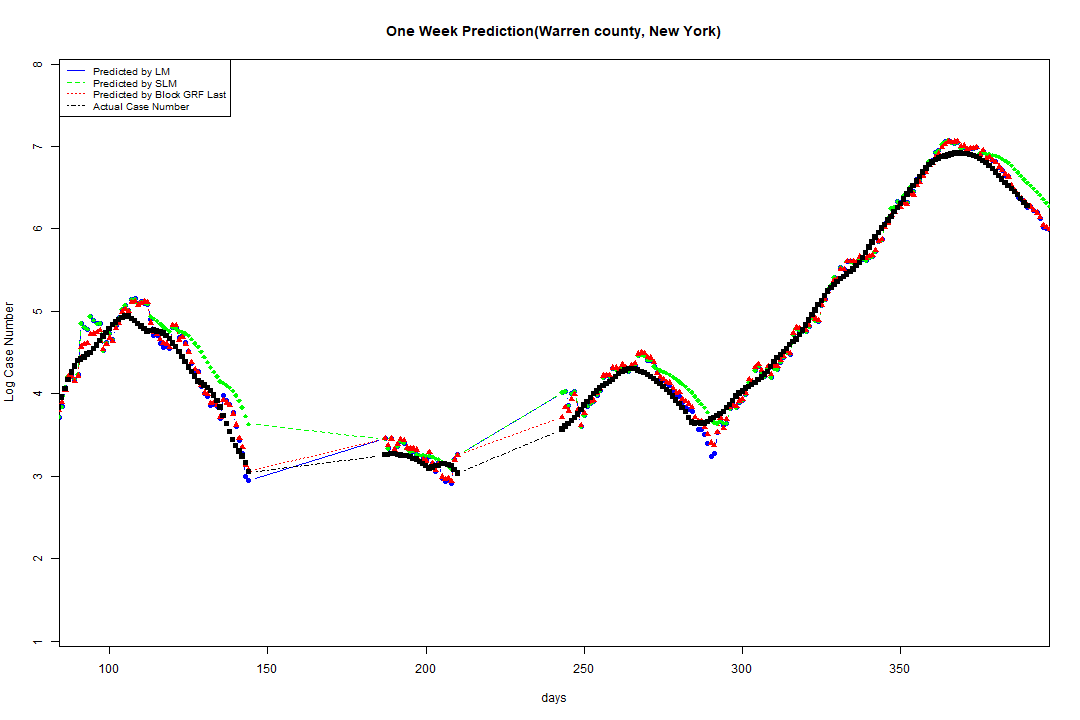 One Week Prediction(Warren county, New York)
Predicted by LM
Predicted by SLM
Predicted by Block GRF Last
Actual Case Number
8
7
6
5
4
3
2
1
Log Case Number
100 150 200 250 300 350
days